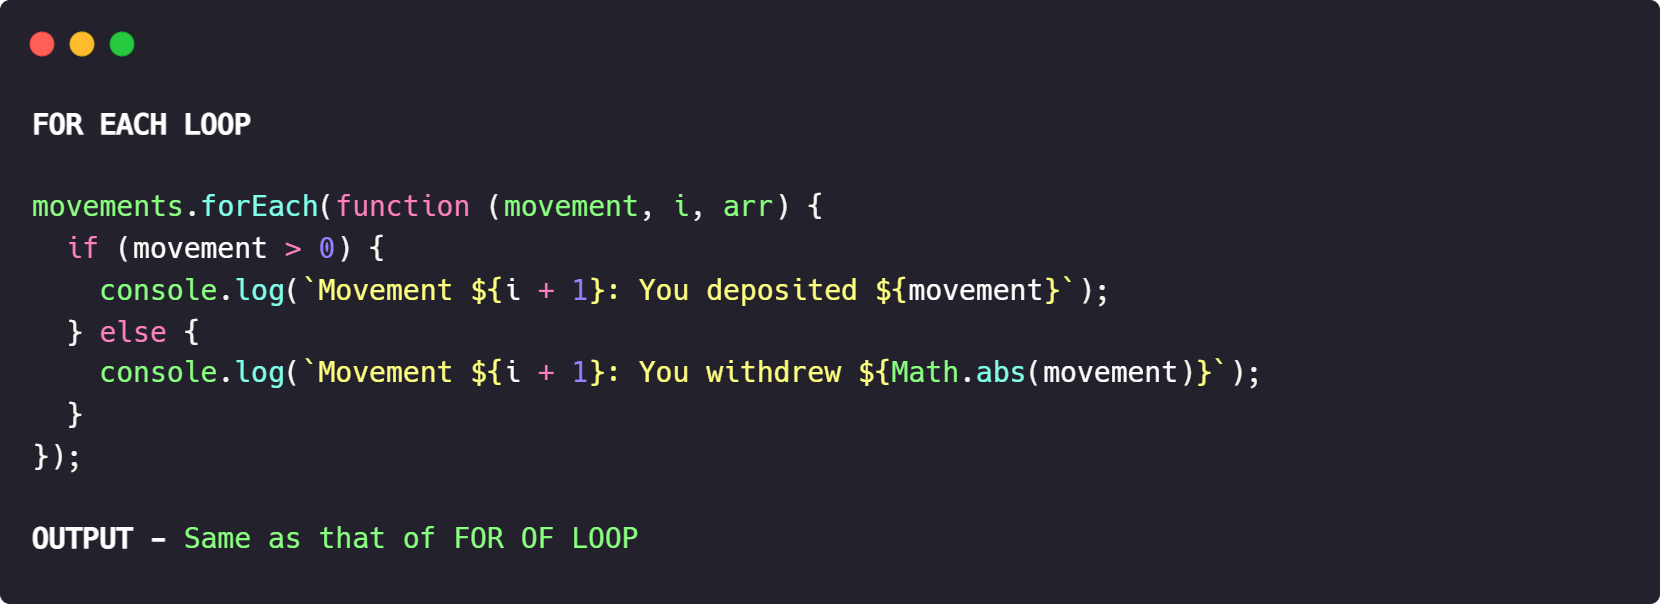 FOR EACH LOOP
movements.forEach(function (movement, i, arr) {
  if (movement > 0) {
    console.log(`Movement ${i + 1}: You deposited ${movement}`);
  } else {
    console.log(`Movement ${i + 1}: You withdrew ${Math.abs(movement)}`);
  }
});
OUTPUT - Same as that of FOR OF LOOP